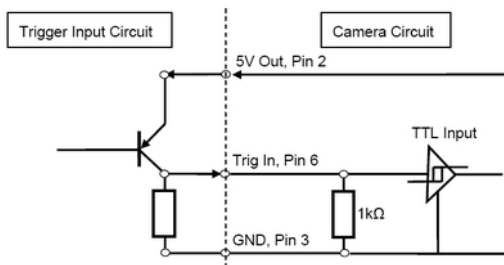 Trigger Input Circuit
Camera Circuit
5V Out, Pin 2
TTL Input
Trig In, Pin 6
1kΩ
GND, Pin 3